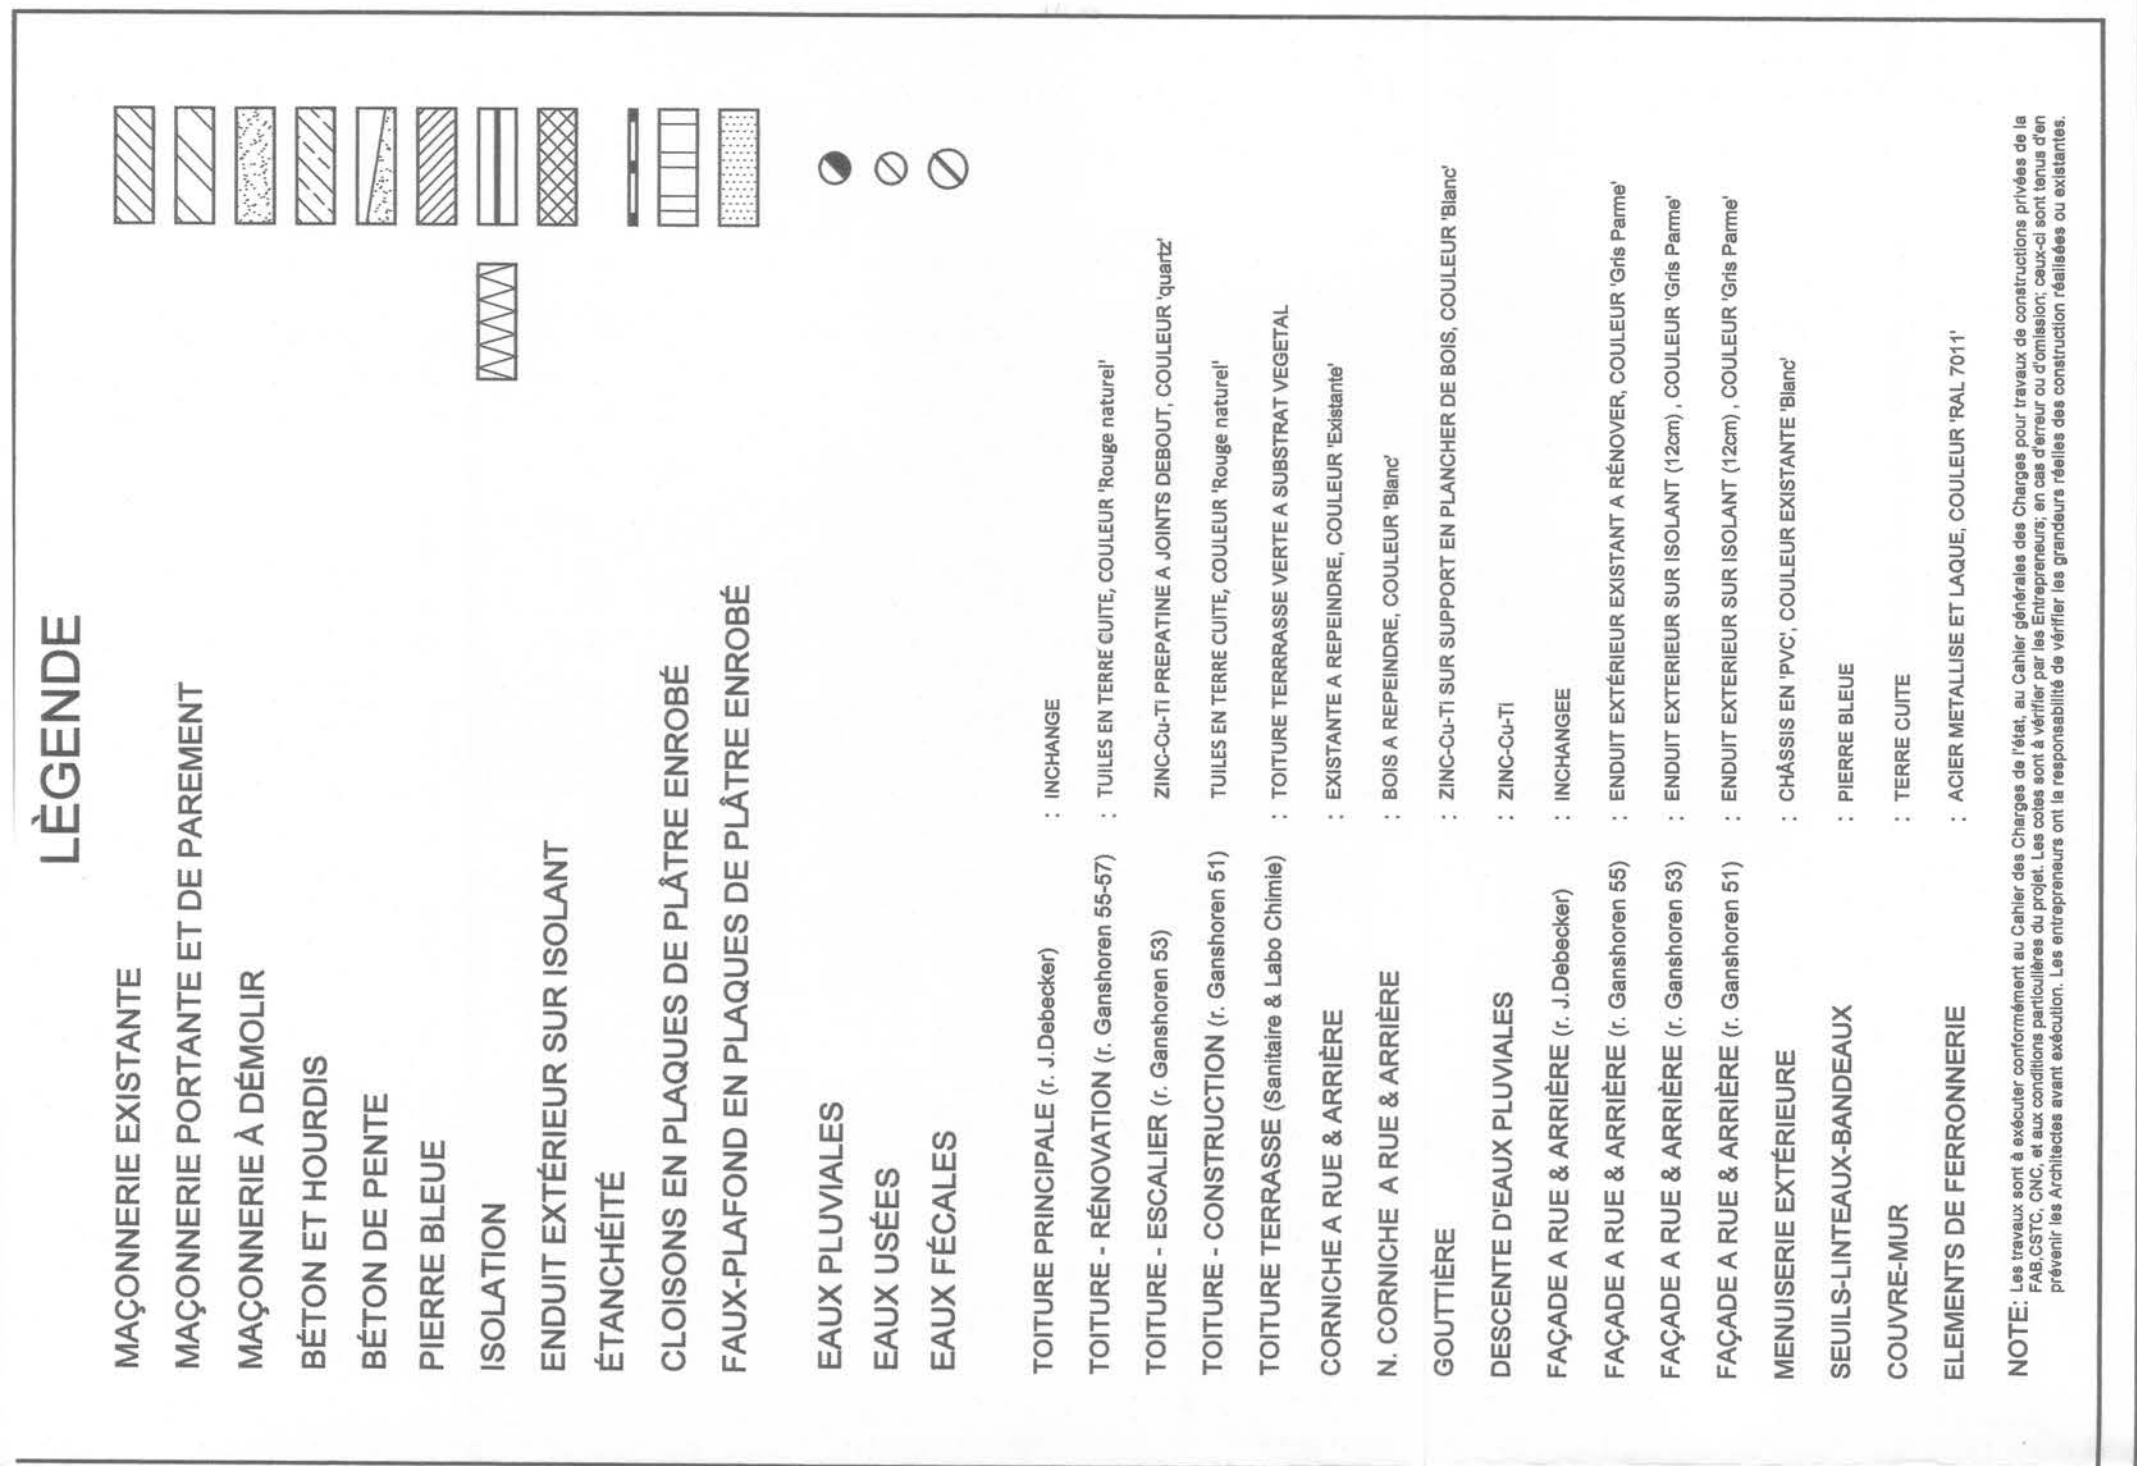 LÈGENDE
MAÇONNERIE EXISTANTE
MAÇONNERIE PORTANTE ET DE PAREMENT
MAÇONNERIE À DÉMOLIR
BÉTON ET HOURDIS
BÉTON DE PENTE
PIERRE BLEUE
ISOLATION
ENDUIT EXTÉRIEUR SUR ISOLANT
ÉTANCHÉITÉ
CLOISONS EN PLAQUES DE PLÂTRE ENROBÉ
FAUX-PLAFOND EN PLAQUES DE PLÂTRE ENROBÉ
EAUX PLUVIALES
EAUX USÉES
EAUX FÉCALES
TOITURE PRINCIPALE (r. J.Debecker) : INCHANGE
TOITURE - RÉNOVATION (r. Ganshoren 55-57) : TUILES EN TERRE CUITE, COULEUR 'Rouge naturel'
TOITURE - ESCALIER (r. Ganshoren 53) ZINC-Cu-Ti PREPATINE A JOINTS DEBOUT, COULEUR 'quartz'
TOITURE - CONSTRUCTION (r. Ganshoren 51) TUILES EN TERRE CUITE, COULEUR 'Rouge naturel'
TOITURE TERRASSE (Sanitaire & Labo Chimie) : TOITURE TERRRASSE VERTE A SUBSTRAT VEGETAL
CORNICHE A RUE & ARRIÈRE : EXISTANTE A REPEINDRE, COULEUR 'Existante'
N. CORNICHE A RUE & ARRIÈRE : BOIS A REPEINDRE, COULEUR 'Blanc'
GOUTTIÈRE : ZINC-Cu-Ti SUR SUPPORT EN PLANCHER DE BOIS, COULEUR 'Blanc'
DESCENTE D'EAUX PLUVIALES : ZINC-Cu-Ti
FAÇADE A RUE & ARRIÈRE (r. J.Debecker) : INCHANGEE
FAÇADE A RUE & ARRIÈRE (r. Ganshoren 55) : ENDUIT EXTÉRIEUR EXISTANT A RÉNOVER, COULEUR 'Gris Parme'
FAÇADE A RUE & ARRIÈRE (r. Ganshoren 53) : ENDUIT EXTERIEUR SUR ISOLANT (12cm) , COULEUR 'Gris Parme'
FAÇADE A RUE & ARRIÈRE (r. Ganshoren 51) : ENDUIT EXTERIEUR SUR ISOLANT (12cm) , COULEUR 'Gris Parme'
MENUISERIE EXTÉRIEURE : CHÂSSIS EN 'PVC', COULEUR EXISTANTE 'Blanc'
SEUILS-LINTEAUX-BANDEAUX : PIERRE BLEUE
COUVRE-MUR : TERRE CUITE
ELEMENTS DE FERRONNERIE : ACIER METALLISE ET LAQUE, COULEUR 'RAL 7011'
NOTE: Les travaux sont à exécuter conformément au Cahier des Charges de l'état, au Cahier générales des Charges pour travaux de constructions privées de la
FAB,CSTC, CNC, et aux conditions particulières du projet. Les cotes sont à vérifier par les Entrepreneurs; en cas d'erreur ou d'omission; ceux-ci sont tenus d'en
prévenir les Architectes avant exécution. Les entrepreneurs ont la responsabilité de vérifier les grandeurs réelles des construction réalisées ou existantes.